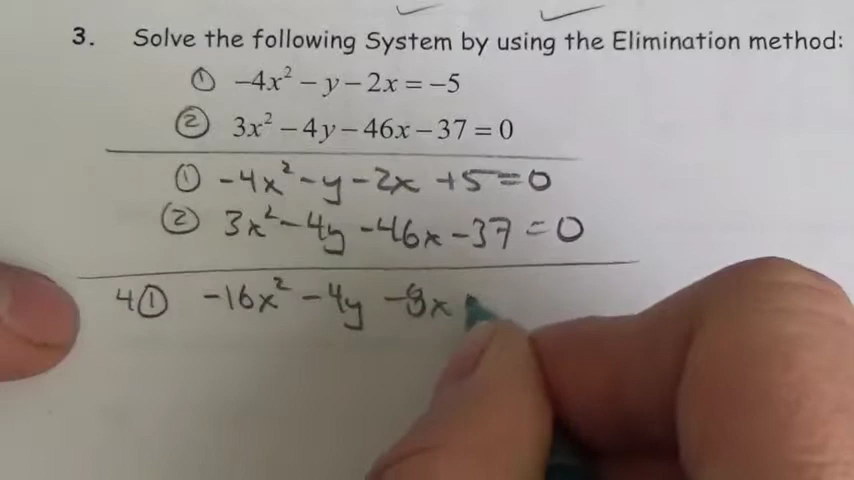 3. Solve the following System by using the Elimination method:
① -4x² - y - 2x = -5
② 3x² - 4y - 46x - 37 = 0
① -4x² - y - 2x + 5 = 0
② 3x² - 4y - 46x - 37 = 0
4① -16x² - 4y - 8x